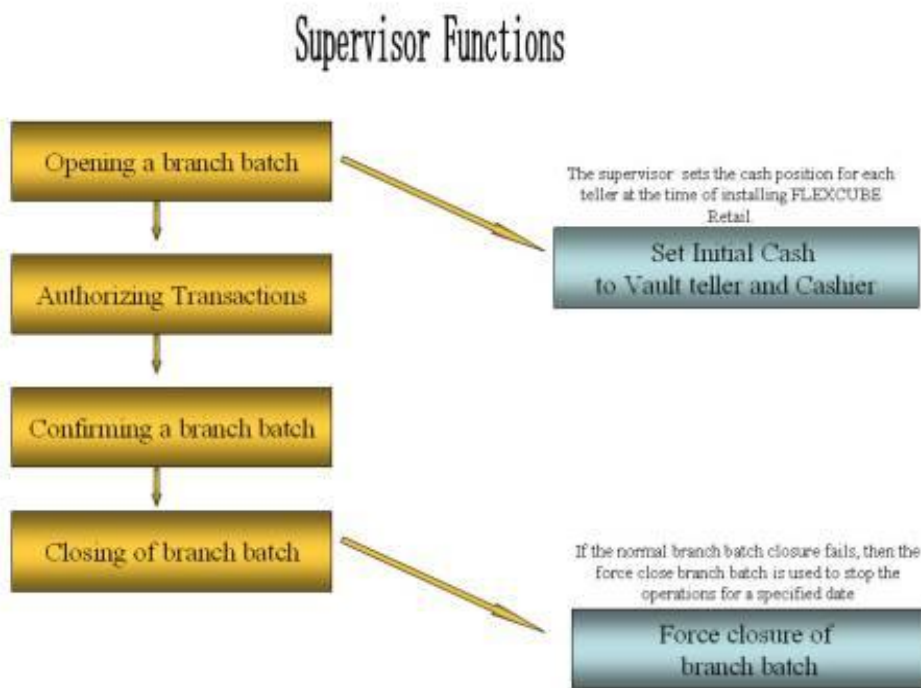 Supervisor Functions
Opening a branch batch
The supervisor sets the cash position for each
teller at the time of installing FLEXCUBE
Retail
Set Initial Cash
to Vault teller and Cashier
Authorizing Transactions
Confirming a branch batch
Closing of branch batch
If the normal branch batch closure fails, then the
force close branch batch is used to stop the
operations for a specified date
Force closure of
branch batch